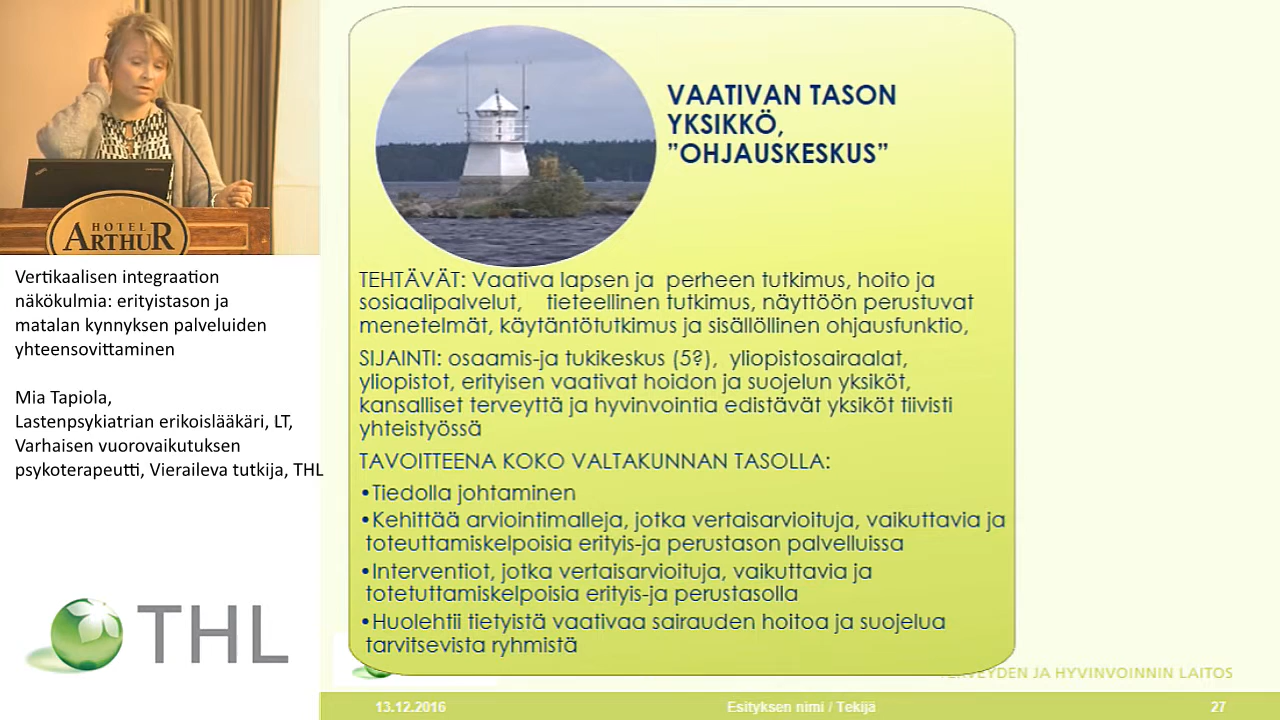 HOTEL
ARTHUR
Vertikaalisen integraation
näkökulmia: erityistason ja
matalan kynnyksen palveluiden
yhteensovittaminen
Mia Tapiola,
Lastenpsykiatrian erikoislääkäri, LT,
Varhaisen vuorovaikutuksen
psykoterapeutti, Vieraileva tutkija, THL
THL
VAATIVAN TASON
YKSIKKÖ,
”OHJAUSKESKUS”
TEHTÄVÄT: Vaativa lapsen ja perheen tutkimus, hoito ja
sosiaalipalvelut, tieteellinen tutkimus, näyttöön perustuvat
menetelmät, käytäntötutkimus ja sisällöllinen ohjausfunktio,
SIJAINTI: osaamis-ja tukikeskus (5?), yliopistosairaalat,
yliopistot, erityisen vaativat hoidon ja suojelun yksiköt,
kansalliset terveyttä ja hyvinvointia edistävät yksiköt tiivisti
yhteistyössä
TAVOITTEENA KOKO VALTAKUNNAN TASOLLA:
•Tiedolla johtaminen
•Kehittää arviointimalleja, jotka vertaisarvioituja, vaikuttavia ja
toteuttamiskelpoisia erityis-ja perustason palvelluissa
•Interventiot, jotka vertaisarvioituja, vaikuttavia ja
totetuttamiskelpoisia erityis-ja perustasolla
•Huolehtii tietyistä vaativaa sairauden hoitoa ja suojelua
tarvitsevista ryhmistä
JA HYVINVOINNIN LAITOS
13.12.2016 Esityksen nimi / Tekijä 27